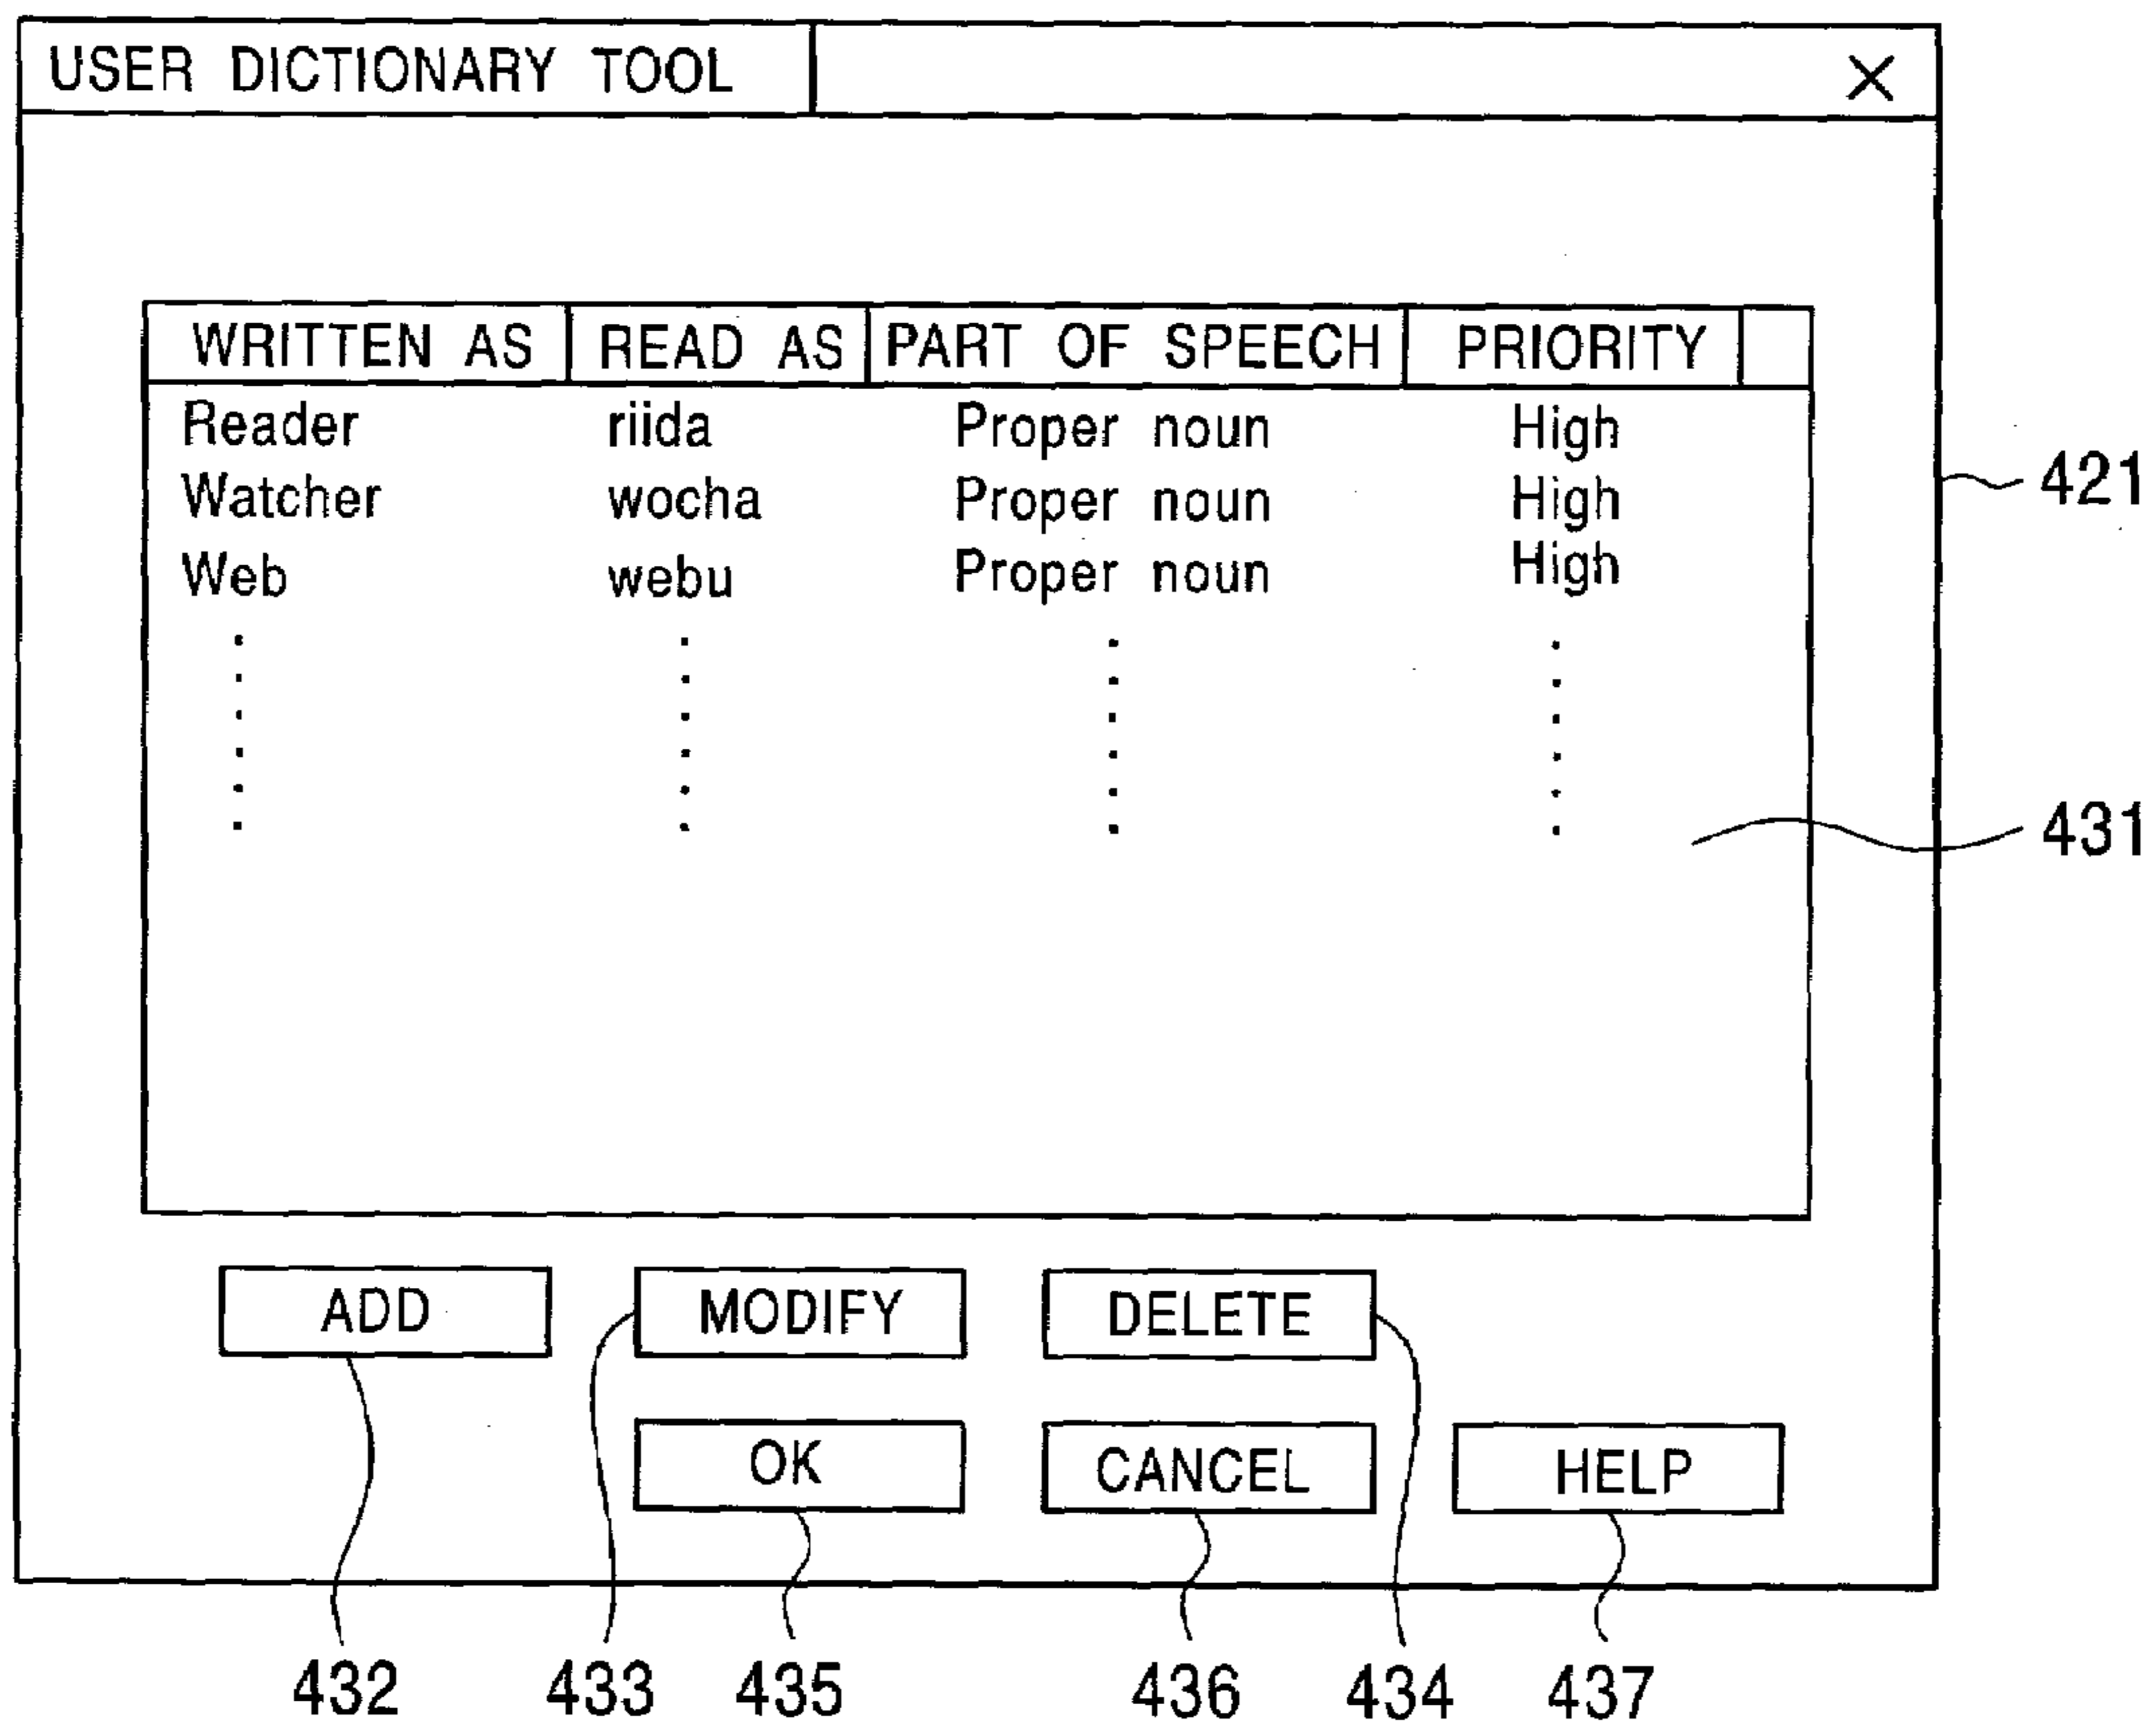 USER DICTIONARY TOOL X
WRITTEN AS READ AS PART OF SPEECH PRIORITY
Reader riida Proper noun High
Watcher wocha Proper noun High
Web webu Proper noun High
421
431
ADD MODIFY DELETE
OK CANCEL HELP
432 433 435 436 434 437